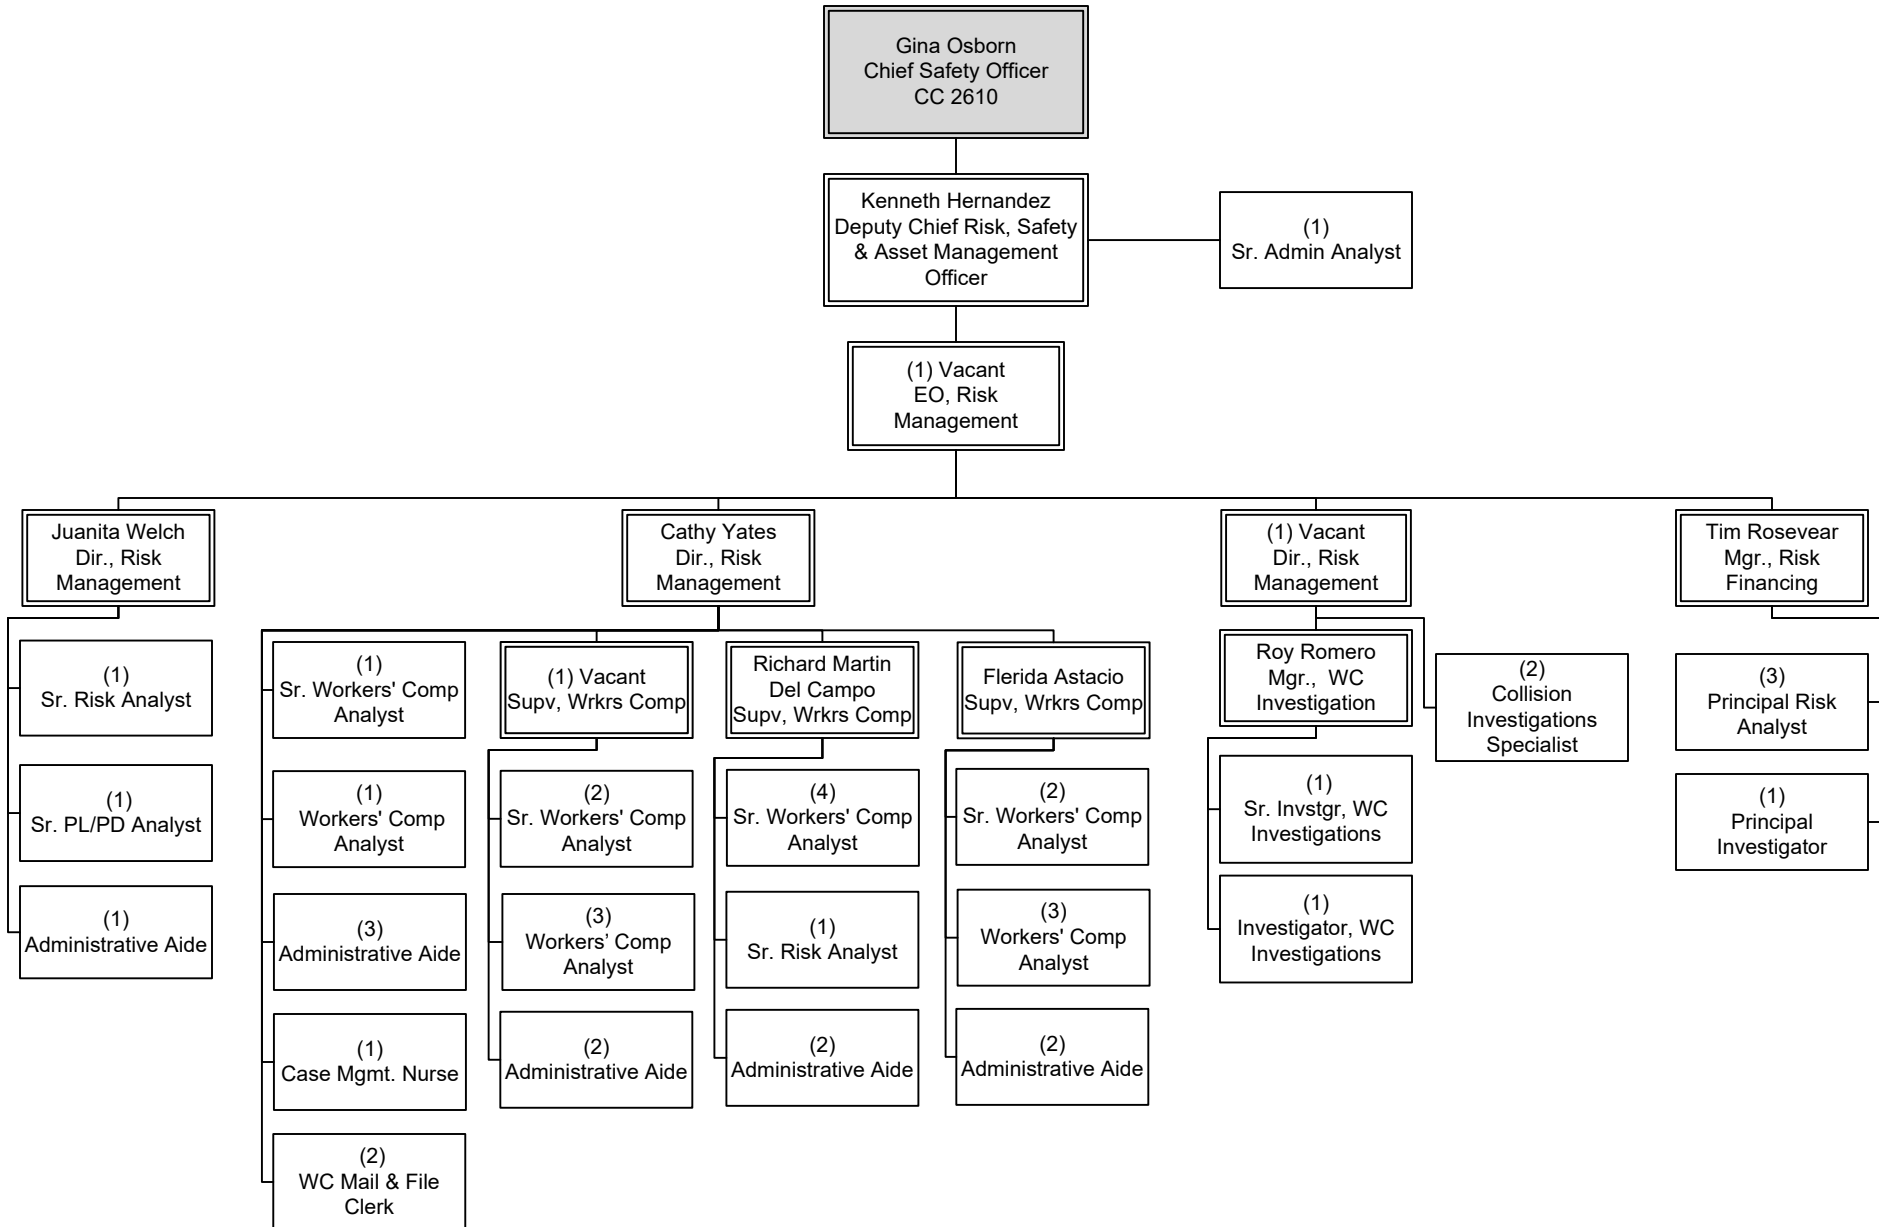 Gina Osborn
Chief Safety Officer
CC 2610
Kenneth Hernandez
Deputy Chief Risk, Safety
& Asset Management
Officer
(1)
Sr. Admin Analyst
(1) Vacant
EO, Risk
Management
Juanita Welch
Dir., Risk
Management
Cathy Yates
Dir., Risk
Management
(1) Vacant
Dir., Risk
Management
Tim Rosevear
Mgr., Risk
Financing
(1)
Sr. Risk Analyst
(1)
Sr. PL/PD Analyst
(1)
Administrative Aide
(1)
Sr. Workers' Comp
Analyst
(1)
Workers' Comp
Analyst
(3)
Administrative Aide
(1)
Case Mgmt. Nurse
(2)
WC Mail & File
Clerk
(1) Vacant
Supv, Wrkrs Comp
(2)
Sr. Workers' Comp
Analyst
(3)
Workers’ Comp
Analyst
(2)
Administrative Aide
Richard Martin
Del Campo
Supv, Wrkrs Comp
(4)
Sr. Workers' Comp
Analyst
(1)
Sr. Risk Analyst
(2)
Administrative Aide
Flerida Astacio
Supv, Wrkrs Comp
(2)
Sr. Workers' Comp
Analyst
(3)
Workers' Comp
Analyst
(2)
Administrative Aide
Roy Romero
Mgr., WC
Investigation
(1)
Sr. Invstgr, WC
Investigations
(1)
Investigator, WC
Investigations
(2)
Collision
Investigations
Specialist
(3)
Principal Risk
Analyst
(1)
Principal
Investigator